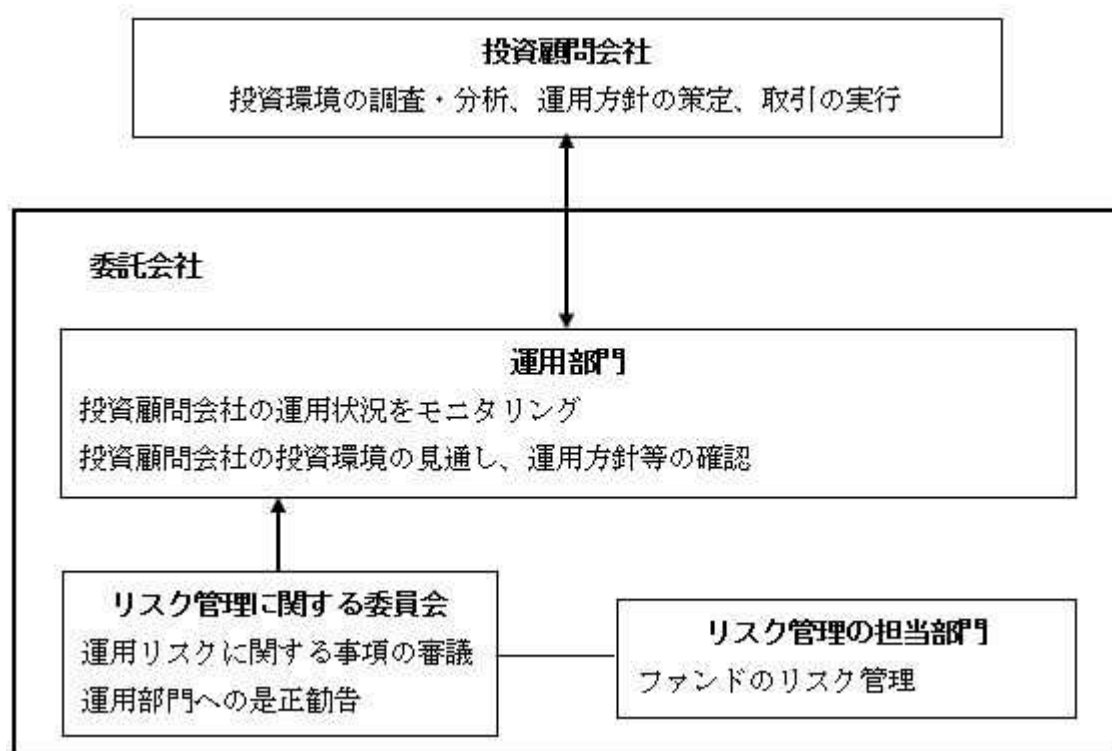 投資顧問会社
投資環境の調査・分析、運用方針の策定、取引の実行
委託会社
運用部門
投資顧問会社の運用状況をモニタリング
投資顧問会社の投資環境の見通し、運用方針等の確認
リスク管理に関する委員会
運用リスクに関する事項の審議
運用部門への是正勧告
リスク管理の担当部門
ファンドのリスク管理